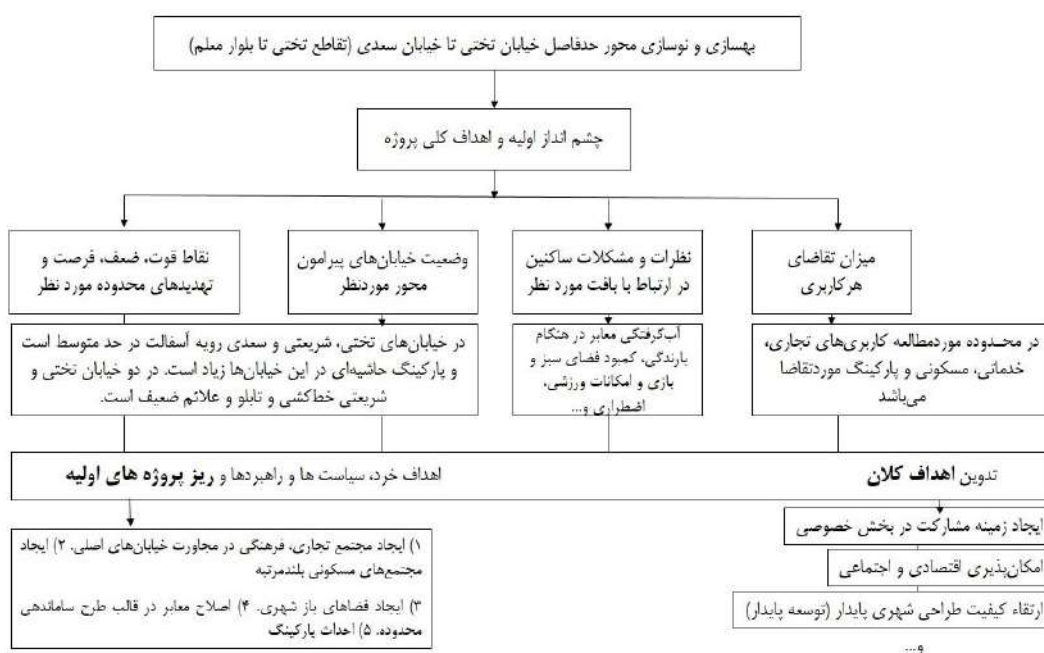 بهسازی و نوسازی محور حدفاصل خیابان تختی تا خیابان سعدی (تقاطع تختی تا بلوار معلم)
چشم انداز اولیه و اهداف کلی پروژه
میزان تقاضای
هرکاربری
نظرات و مشکلات ساکنین
در ارتباط با بافت مورد نظر
وضعیت خیابان‌های پیرامون
محور موردنظر
نقاط قوت، ضعف، فرصت و
تهدیدهای محدوده مورد نظر
در محدوده موردمطالعه کاربری‌های تجاری،
خدماتی، مسکونی و پارکینگ موردتقاضا
می‌باشد
آب‌گرفتگی معابر در هنگام
بارندگی، کمبود فضای سبز و
بازی و امکانات ورزشی،
اضطراری و...
در خیابان‌های تختی، شریعتی و سعدی رویه آسفالت در حد متوسط است
و پارکینگ حاشیه‌ای در این خیابان‌ها زیاد است. در دو خیابان تختی و
شریعتی خط‌کشی و تابلو و علائم ضعیف است.
تدوین اهداف کلان
اهداف خرد، سیاست ها و راهبردها و ریز پروژه های اولیه
ایجاد زمینه مشارکت در بخش خصوصی
امکان‌پذیری اقتصادی و اجتماعی
ارتقاء کیفیت طراحی شهری پایدار (توسعه پایدار)
و...
۱) ایجاد مجتمع تجاری، فرهنگی در مجاورت خیابان‌های اصلی. ۲) ایجاد
مجتمع‌های مسکونی بلندمرتبه
۳) ایجاد فضاهای باز شهری. ۴) اصلاح معابر در قالب طرح ساماندهی
محدوده. ۵) احداث پارکینگ